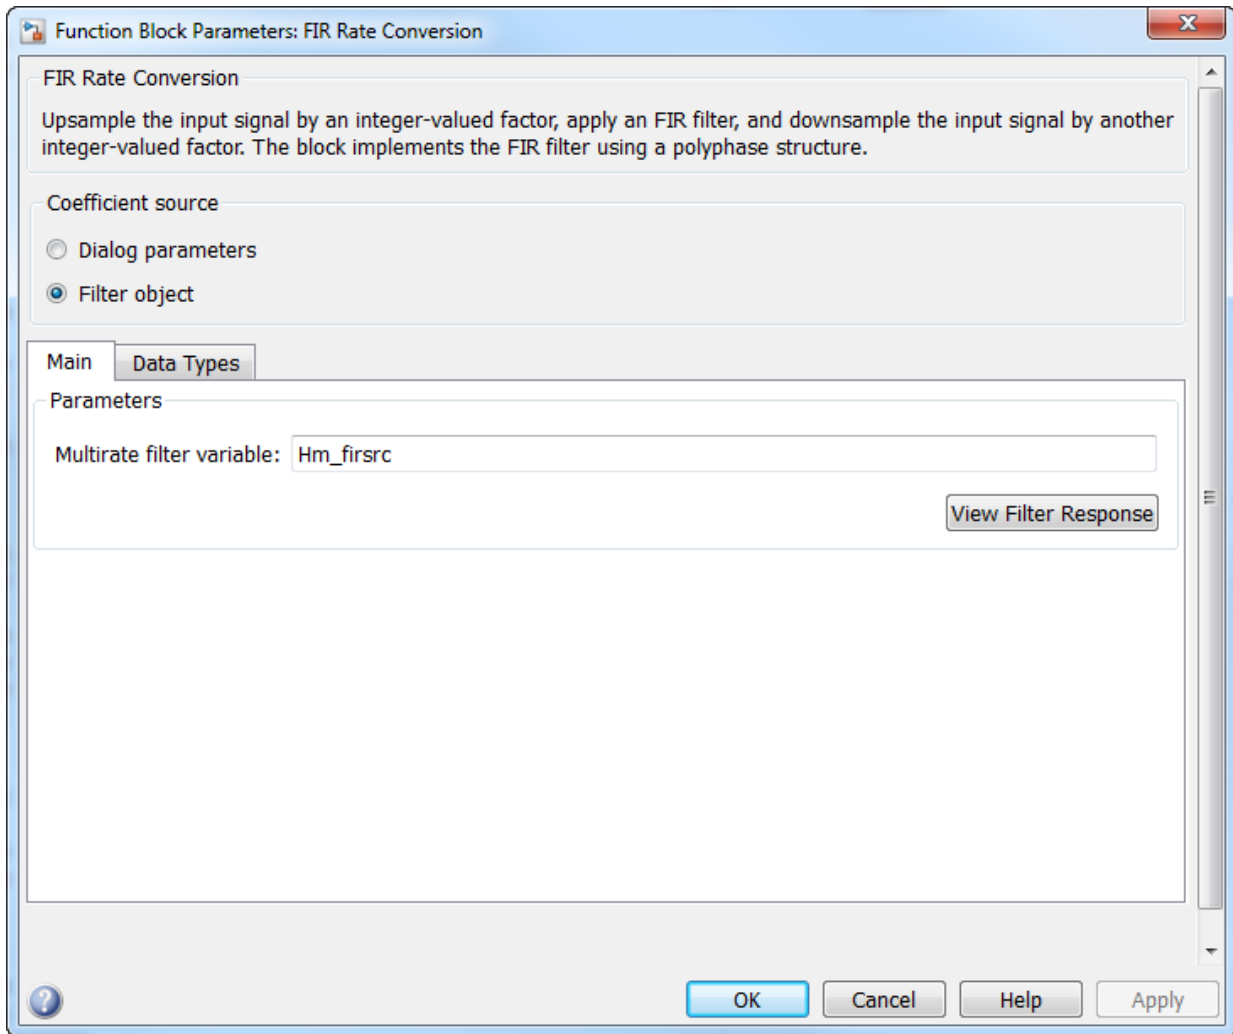 Function Block Parameters: FIR Rate Conversion
FIR Rate Conversion
Upsample the input signal by an integer-valued factor, apply an FIR filter, and downsample the input signal by another
integer-valued factor. The block implements the FIR filter using a polyphase structure.
Coefficient source
Dialog parameters
Filter object
Main
Data Types
Parameters
Multirate filter variable: Hm_firsrc
View Filter Response
OK
Cancel
Help
Apply